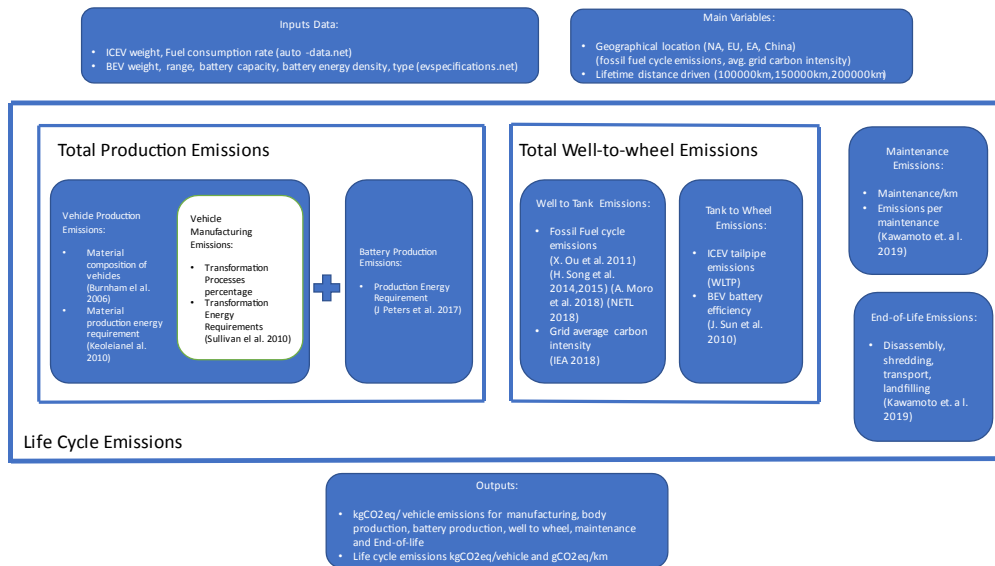 Inputs Data:
• ICEV weight, Fuel consumption rate (auto -data.net)
• BEV weight, range, battery capacity, battery energy density, type (evspecifications.net)
Main Variables:
• Geographical location (NA, EU, EA, China)
(fossil fuel cycle emissions, avg. grid carbon intensity)
• Lifetime distance driven (100000km,150000km,200000km)
Total Production Emissions
Vehicle Production
Emissions:
• Material
composition of
vehicles
(Burnham el al.
2006)
• Material
production energy
requirement
(Keoleianel al.
2010)
Vehicle
Manufacturing
Emissions:
• Transformation
Processes
percentage
• Transformation
Energy
Requirements
(Sullivan el al. 2010)
Battery Production
Emissions:
• Production Energy
Requirement
(J Peters et al. 2017)
Total Well-to-wheel Emissions
Well to Tank Emissions:
• Fossil Fuel cycle
emissions
(X. Ou et al. 2011)
(H. Song et al.
2014,2015) (A. Moro
et al. 2018) (NETL
2018)
• Grid average carbon
intensity
(IEA 2018)
Tank to Wheel
Emissions:
• ICEV tailpipe
emissions
(WLTP)
• BEV battery
efficiency
(J. Sun et al.
2010)
Maintenance
Emissions:
• Maintenance/km
• Emissions per
maintenance
(Kawamoto et. a l.
2019)
End-of-Life Emissions:
• Disassembly,
shredding,
transport,
landfilling
(Kawamoto et. a l.
2019)
Life Cycle Emissions
Outputs:
• kgCO2eq/ vehicle emissions for manufacturing, body
production, battery production, well to wheel, maintenance
and End-of-life
• Life cycle emissions kgCO2eq/vehicle and gCO2eq/km